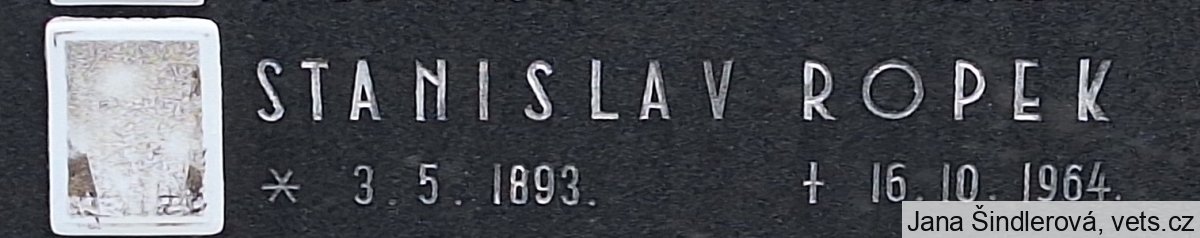 STANISLAV ROPEK
* 3. 5. 1893. † 16. 10. 1964.
Jana Šindlerová, vets.cz